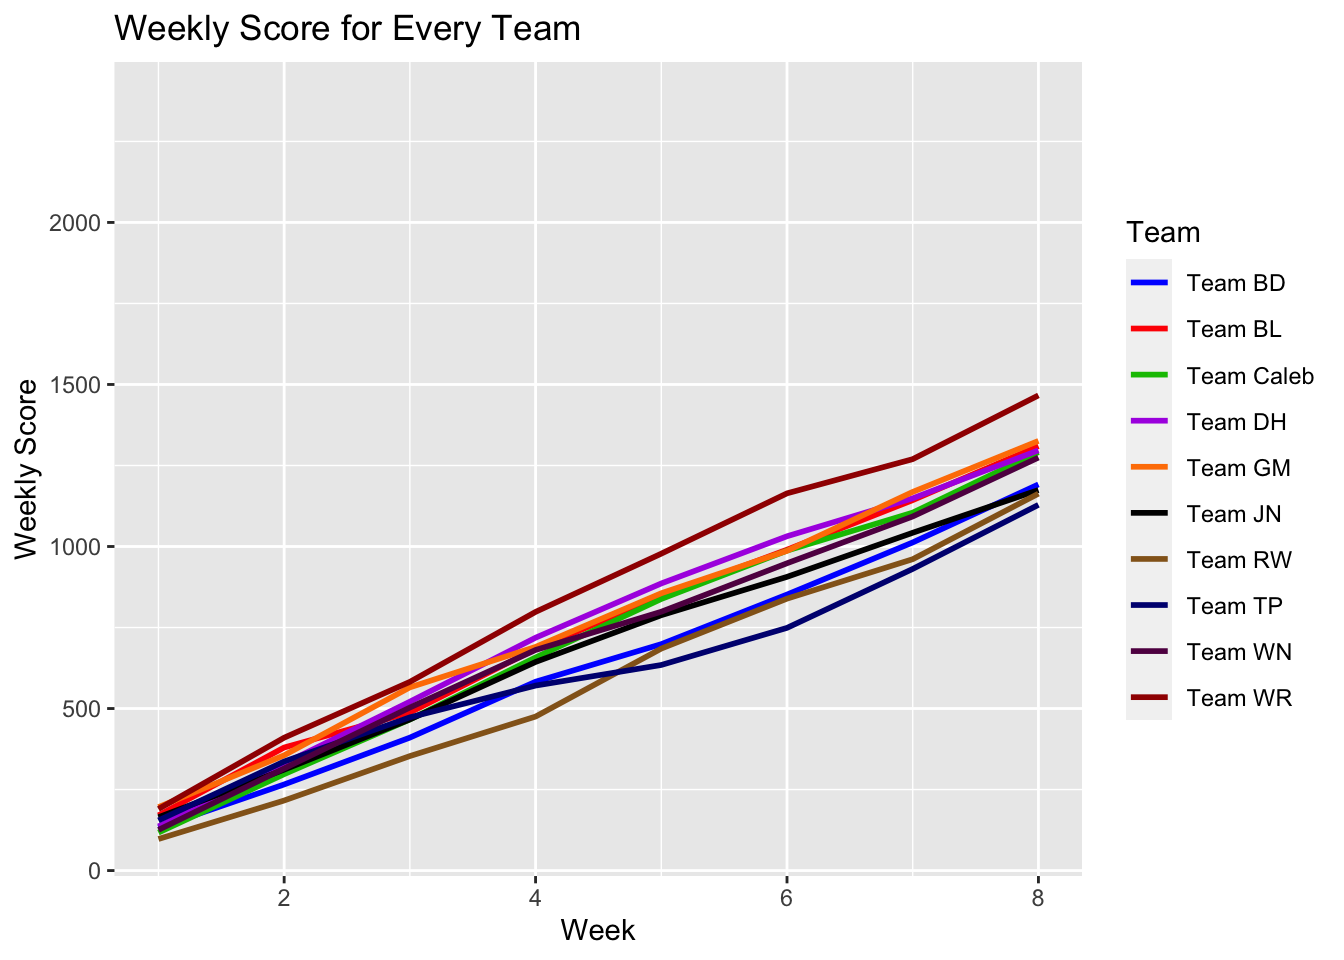 Weekly Score for Every Team
2000
1500
1000
500
0
Weekly Score
2
4
6
8
Week
Team
Team BD
Team BL
Team Caleb
Team DH
Team GM
Team JN
Team RW
Team TP
Team WN
Team WR